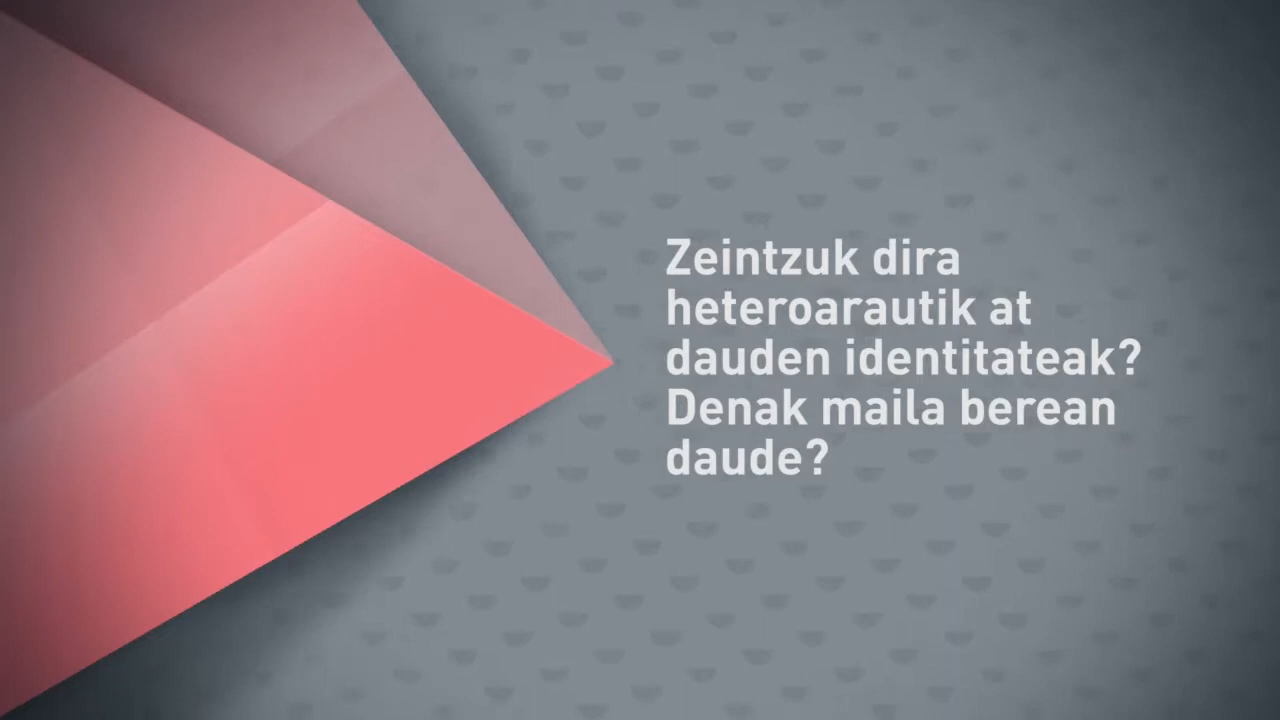 Zeintzuk dira
heteroarautik at
dauden identitateak?
Denak maila berean
daude?